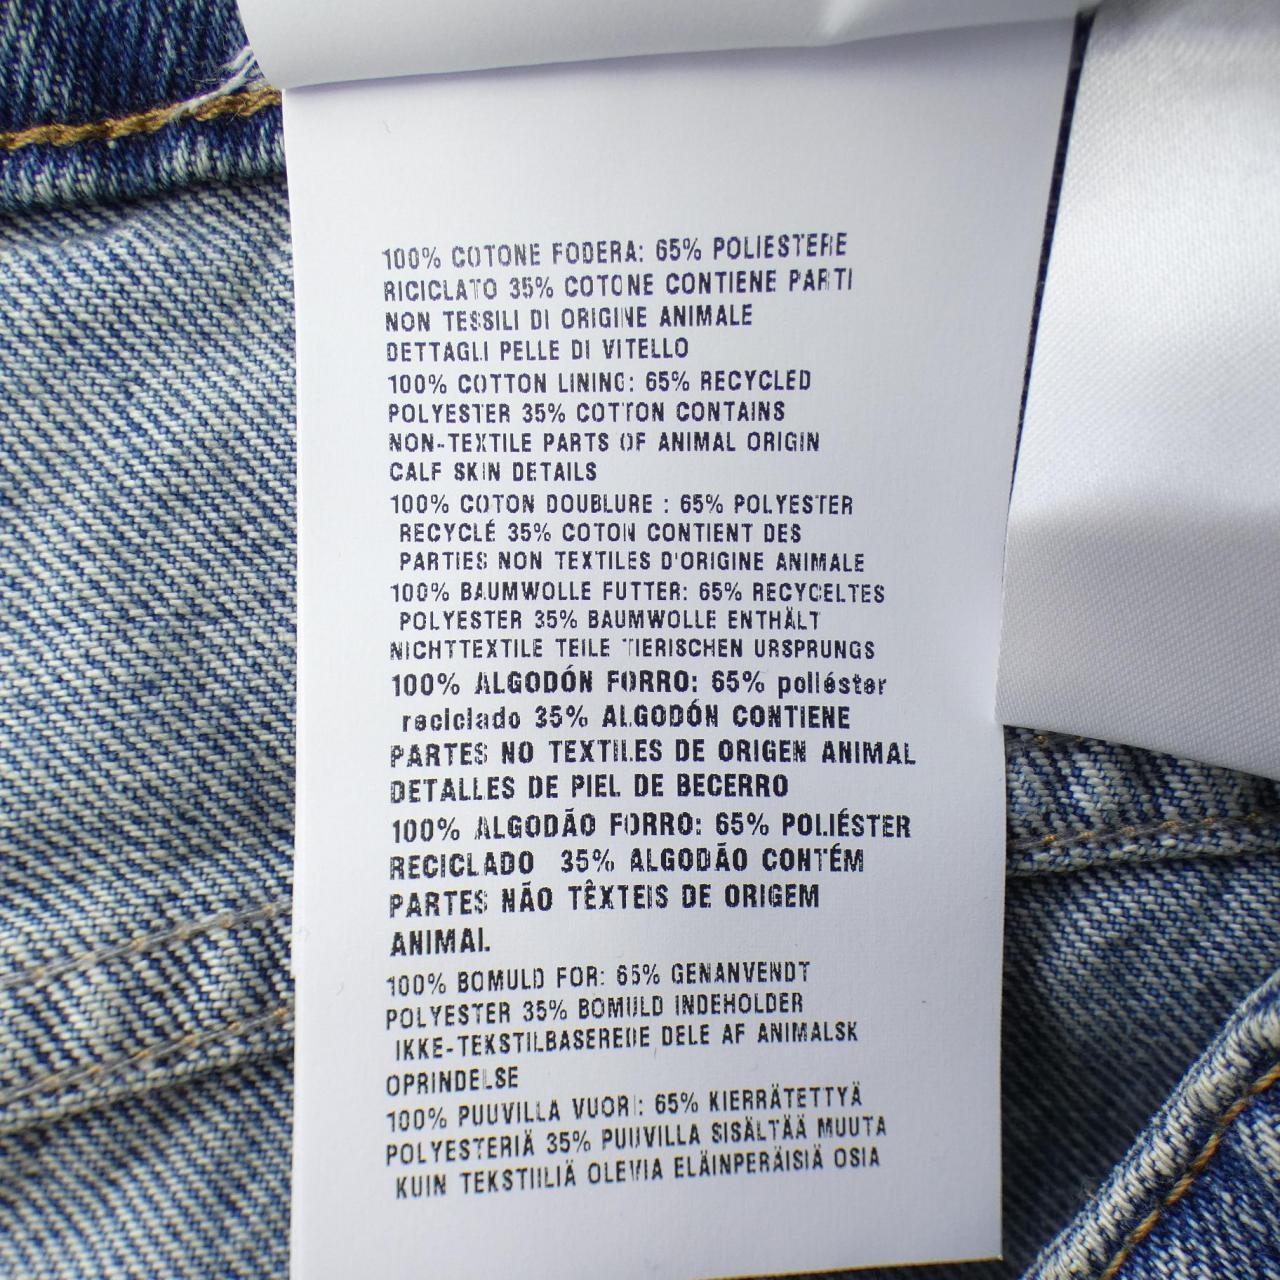 100% COTONE FODERA: 65% POLIESTERE
RICICLATO 35% COTONE CONTIENE PARTI
NON TESSILI DI ORIGINE ANIMALE
DETTAGLI PELLE DI VITELLO
100% COTTON LINING: 65% RECYCLED
POLYESTER 35% COTTON CONTAINS
NON-TEXTILE PARTS OF ANIMAL ORIGIN
CALF SKIN DETAILS
100% COTON DOUBLURE : 65% POLYESTER
RECYCLÉ 35% COTON CONTIENT DES
PARTIES NON TEXTILES D'ORIGINE ANIMALE
100% BAUMWOLLE FUTTER: 65% RECYCELTES
POLYESTER 35% BAUMWOLLE ENTHÄLT
NICHTTEXTILE TEILE TIERISCHEN URSPRUNGS
100% ALGODÓN FORRO: 65% poliéster
reciclado 35% ALGODÓN CONTIENE
PARTES NO TEXTILES DE ORIGEN ANIMAL
DETALLES DE PIEL DE BECERRO
100% ALGODÃO FORRO: 65% POLIÉSTER
RECICLADO 35% ALGODÃO CONTÉM
PARTES NÃO TÊXTEIS DE ORIGEM
ANIMAL
100% BOMULD FOR: 65% GENANVENDT
POLYESTER 35% BOMULD INDEHOLDER
IKKE-TEKSTILBASEREDE DELE AF ANIMALSK
OPRINDELSE
100% PUUVILLA VUORI: 65% KIERRÄTETTYÄ
POLYESTERIÄ 35% PUUVILLA SISÄLTÄÄ MUUTA
KUIN TEKSTIILIÄ OLEVIA ELÄINPERÄISIÄ OSIA